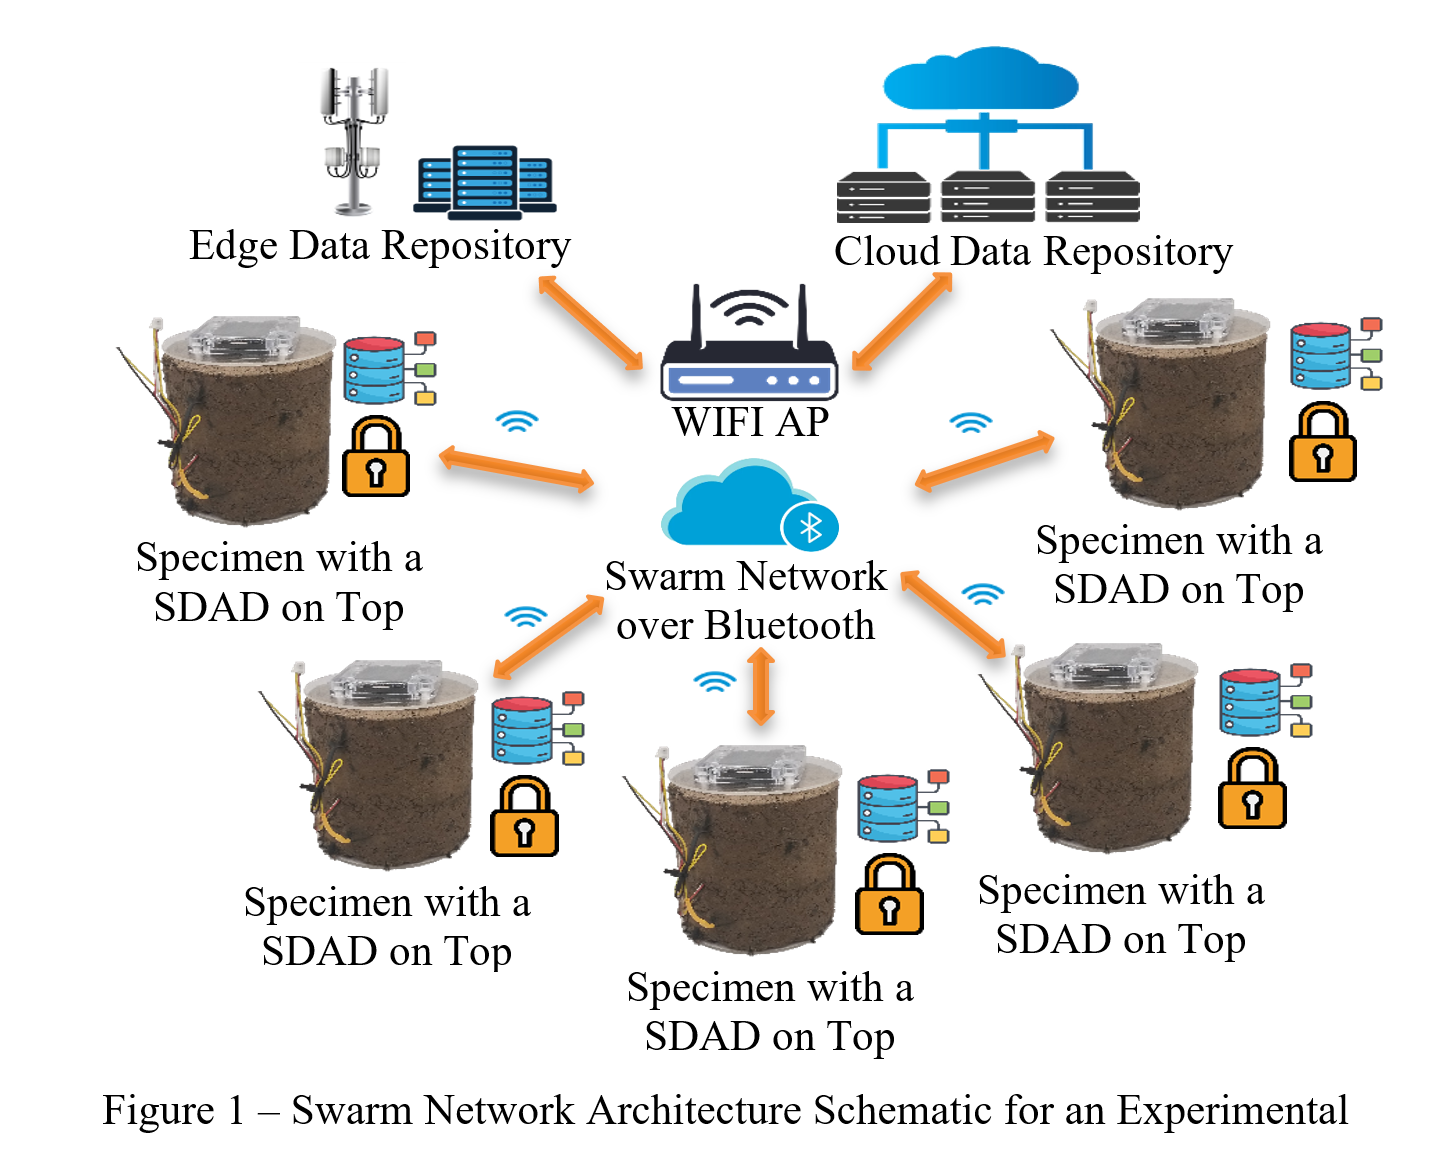 Edge Data Repository
Cloud Data Repository
WIFI AP
Specimen with a
SDAD on Top
Swarm Network
over Bluetooth
Specimen with a
SDAD on Top
Specimen with a
SDAD on Top
Specimen with a
SDAD on Top
Specimen with a
SDAD on Top
Figure 1 – Swarm Network Architecture Schematic for an Experimental